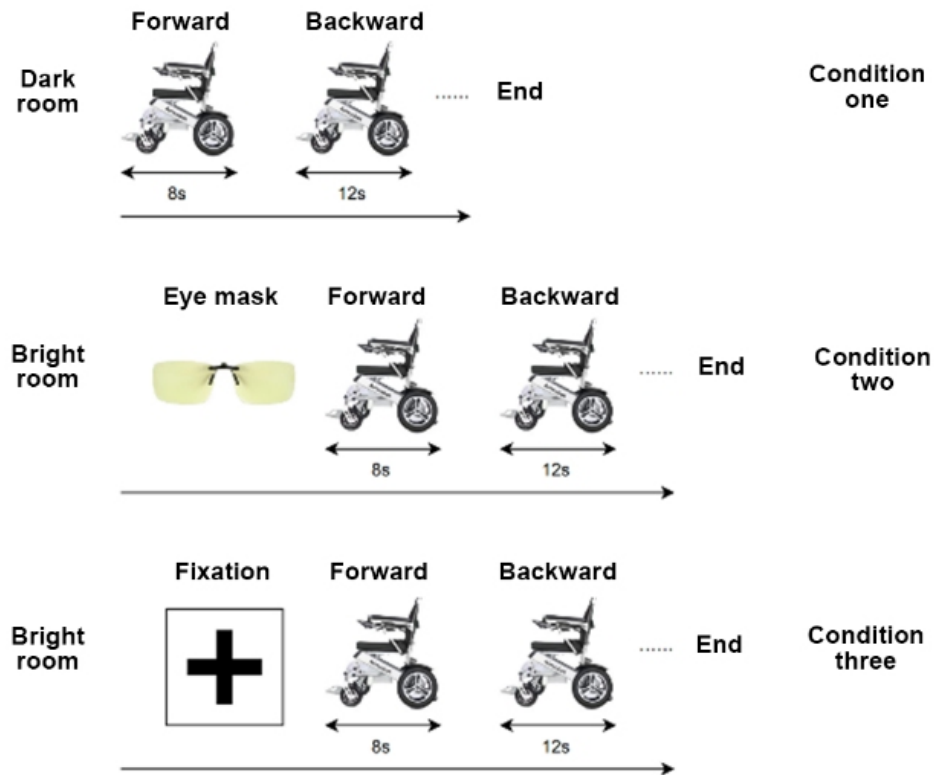 Forward
Backward
Dark
room
......
End
Condition
one
8s
12s
Eye mask
Forward
Backward
Bright
room
......
End
Condition
two
8s
12s
Fixation
Forward
Backward
Bright
room
......
End
Condition
three
8s
12s